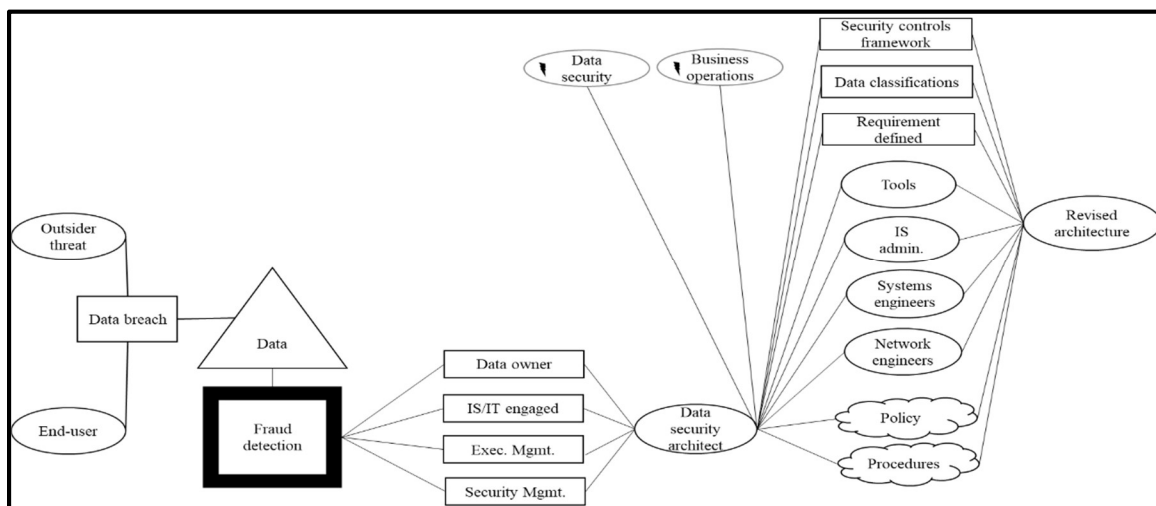 Outsider
threat
End-user
Data breach
Data
Fraud
detection
Data owner
IS/IT engaged
Exec. Mgmt.
Security Mgmt.
Data
security
Business
operations
Data
security
architect
Security controls
framework
Data classifications
Requirement
defined
Tools
IS
admin.
Systems
engineers
Network
engineers
Policy
Procedures
Revised
architecture